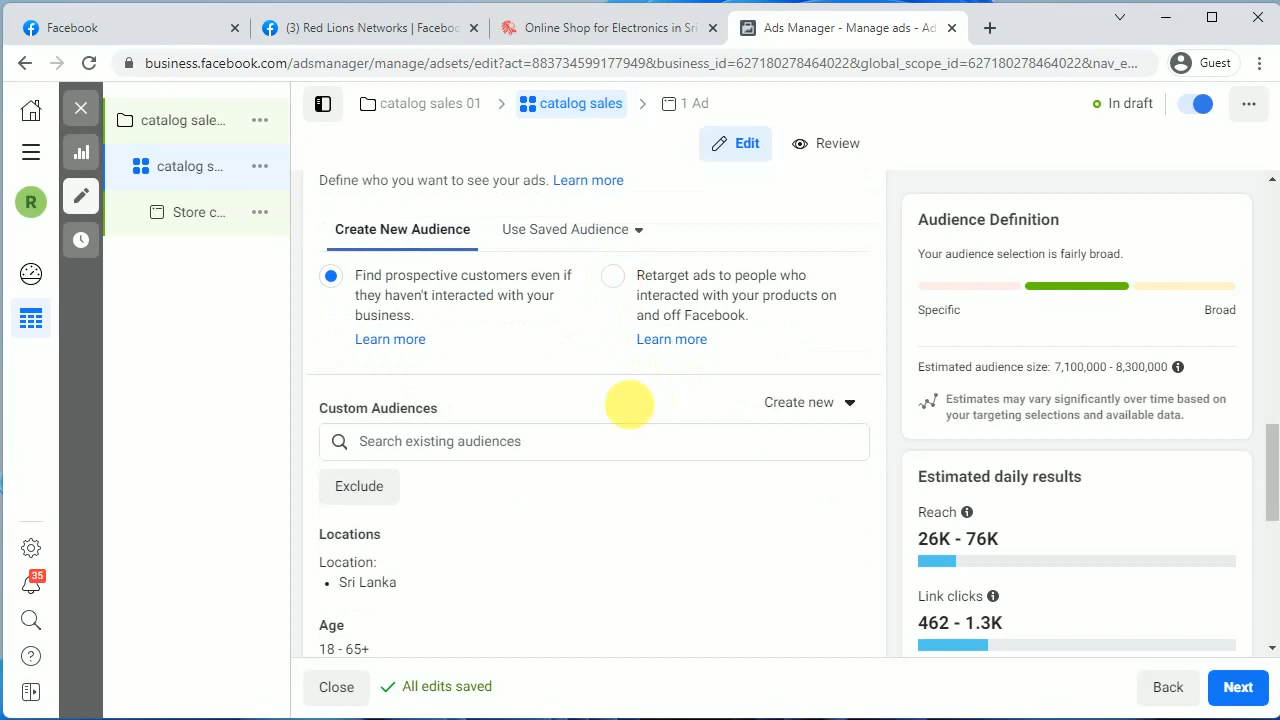 Facebook
(3) Red Lions Networks | Faceboo
Online Shop for Electronics in Sri
Ads Manager - Manage ads - Ad
business.facebook.com/adsmanager/manage/adsets/edit?act=883734599177949&business_id=627180278464022&global_scope_id=627180278464022&nav_e...
Guest
catalog sale...
catalog s...
Store c...
R
35
catalog sales 01
catalog sales
1 Ad
In draft
Edit
Review
Define who you want to see your ads. Learn more
Create New Audience
Use Saved Audience
Find prospective customers even if
they haven't interacted with your
business.
Learn more
Retarget ads to people who
interacted with your products on
and off Facebook.
Learn more
Custom Audiences
Create new
Search existing audiences
Exclude
Locations
Location:
• Sri Lanka
Age
18 - 65+
Audience Definition
Your audience selection is fairly broad.
Specific
Broad
Estimated audience size: 7,100,000 - 8,300,000
Estimates may vary significantly over time based on
your targeting selections and available data.
Estimated daily results
Reach
26K - 76K
Link clicks
462 - 1.3K
Close
All edits saved
Back
Next